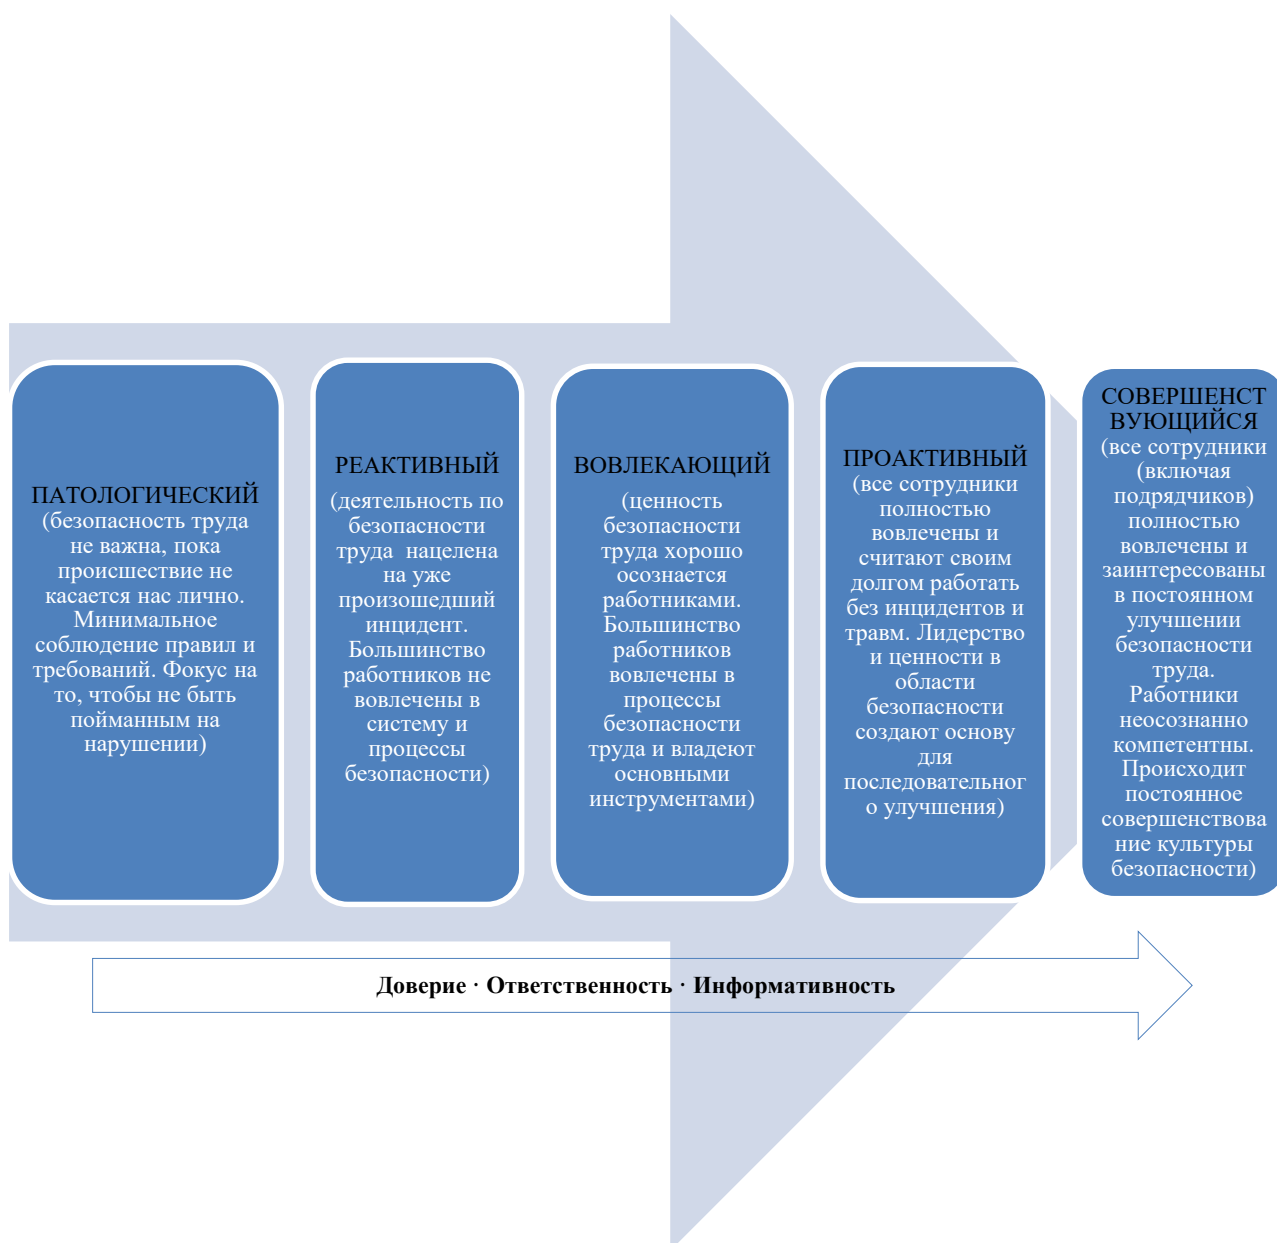 ПАТОЛОГИЧЕСКИЙ
(безопасность труда
не важна, пока
происшествие не
касается нас лично.
Минимальное
соблюдение правил и
требований. Фокус на
то, чтобы не быть
пойманным на
нарушении)
РЕАКТИВНЫЙ
(деятельность по
безопасности
труда  нацелена
на уже
произошедший
инцидент.
Большинство
работников не
вовлечены в
систему и
процессы
безопасности)
ВОВЛЕКАЮЩИЙ
(ценность
безопасности
труда хорошо
осознается
работниками.
Большинство
работников
вовлечены в
процессы
безопасности
труда и владеют
основными
инструментами)
ПРОАКТИВНЫЙ
(все сотрудники
полностью
вовлечены и
считают своим
долгом работать
без инцидентов и
травм. Лидерство
и ценности в
области
безопасности
создают основу
для
последовательног
о улучшения)
СОВЕРШЕНСТ
ВУЮЩИЙСЯ
(все сотрудники
(включая
подрядчиков)
полностью
вовлечены и
заинтересованы
в постоянном
улучшении
безопасности
труда.
Работники
неосознанно
компетентны.
Происходит
постоянное
совершенствова
ние культуры
безопасности)
Доверие · Ответственность · Информативность